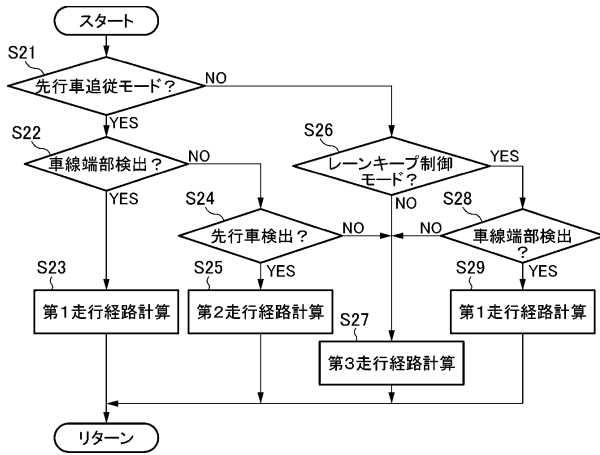 スタート
S21
先行車追従モード?
NO
YES
S22
車線端部検出?
NO
YES
S26
レーンキープ制御
モード?
YES
NO
S24
先行車検出?
NO
YES
S28
車線端部検出
?
NO
YES
S23
第1走行経路計算
S25
第2走行経路計算
S27
第3走行経路計算
S29
第1走行経路計算
リターン